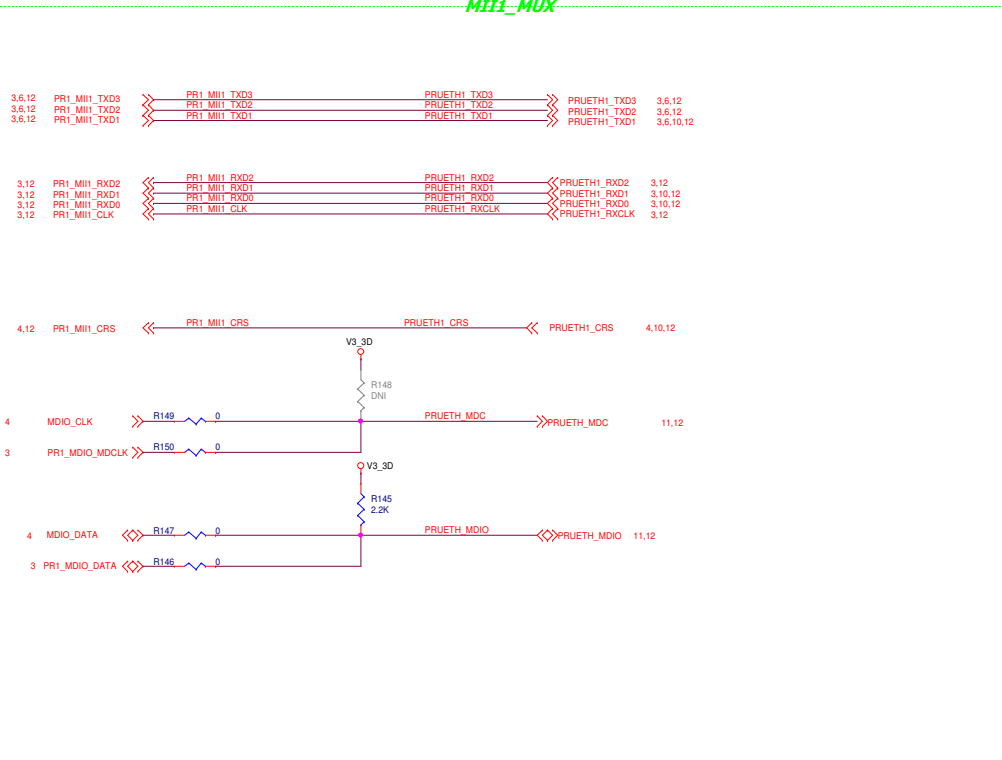 MII1_MUX
3,6,12 PR1_MII1_TXD3 PR1_MII1_TXD3 PRUETH1_TXD3 PRUETH1_TXD3 3,6,12
3,6,12 PR1_MII1_TXD2 PR1_MII1_TXD2 PRUETH1_TXD2 PRUETH1_TXD2 3,6,12
3,6,12 PR1_MII1_TXD1 PR1_MII1_TXD1 PRUETH1_TXD1 PRUETH1_TXD1 3,6,10,12
3,12 PR1_MII1_RXD2 PR1_MII1_RXD2 PRUETH1_RXD2 PRUETH1_RXD2 3,12
3,12 PR1_MII1_RXD1 PR1_MII1_RXD1 PRUETH1_RXD1 PRUETH1_RXD1 3,10,12
3,12 PR1_MII1_RXD0 PR1_MII1_RXD0 PRUETH1_RXD0 PRUETH1_RXD0 3,10,12
3,12 PR1_MII1_CLK PR1_MII1_CLK PRUETH1_RXCLK PRUETH1_RXCLK 3,12
4,12 PR1_MII1_CRS PR1_MII1_CRS PRUETH1_CRS PRUETH1_CRS 4,10,12
V3_3D
R148
DNI
4 MDIO_CLK R149 0 PRUETH_MDC PRUETH_MDC 11,12
3 PR1_MDIO_MDCLK R150 0
V3_3D
R145
2.2K
4 MDIO_DATA R147 0 PRUETH_MDIO PRUETH_MDIO 11,12
3 PR1_MDIO_DATA R146 0